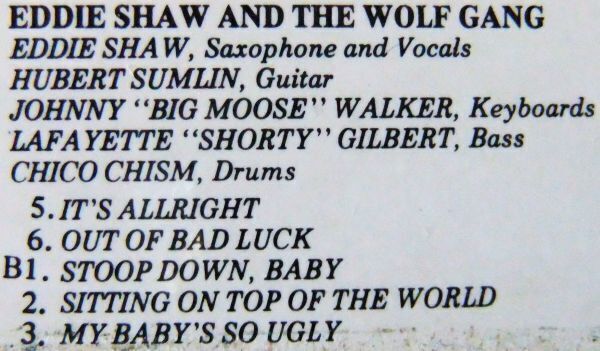 EDDIE SHAW AND THE WOLF GANG
EDDIE SHAW, Saxophone and Vocals
HUBERT SUMLIN, Guitar
JOHNNY "BIG MOOSE" WALKER, Keyboards
LAFAYETTE "SHORTY" GILBERT, Bass
CHICO CHISM, Drums
5. IT'S ALLRIGHT
6. OUT OF BAD LUCK
B1. STOOP DOWN, BABY
2. SITTING ON TOP OF THE WORLD
3. MY BABY'S SO UGLY